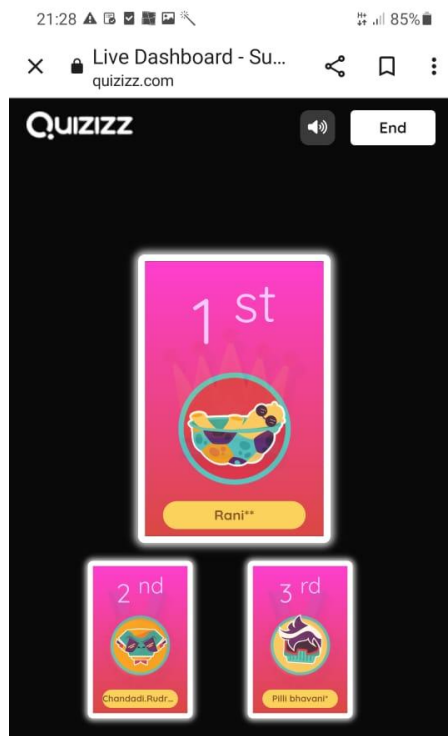 21:28 85%
Live Dashboard - Su...
quizizz.com
Quizizz End
1 st
Rani**
2 nd
3 rd
Chandadi.Rudr...
Pilli bhavani*